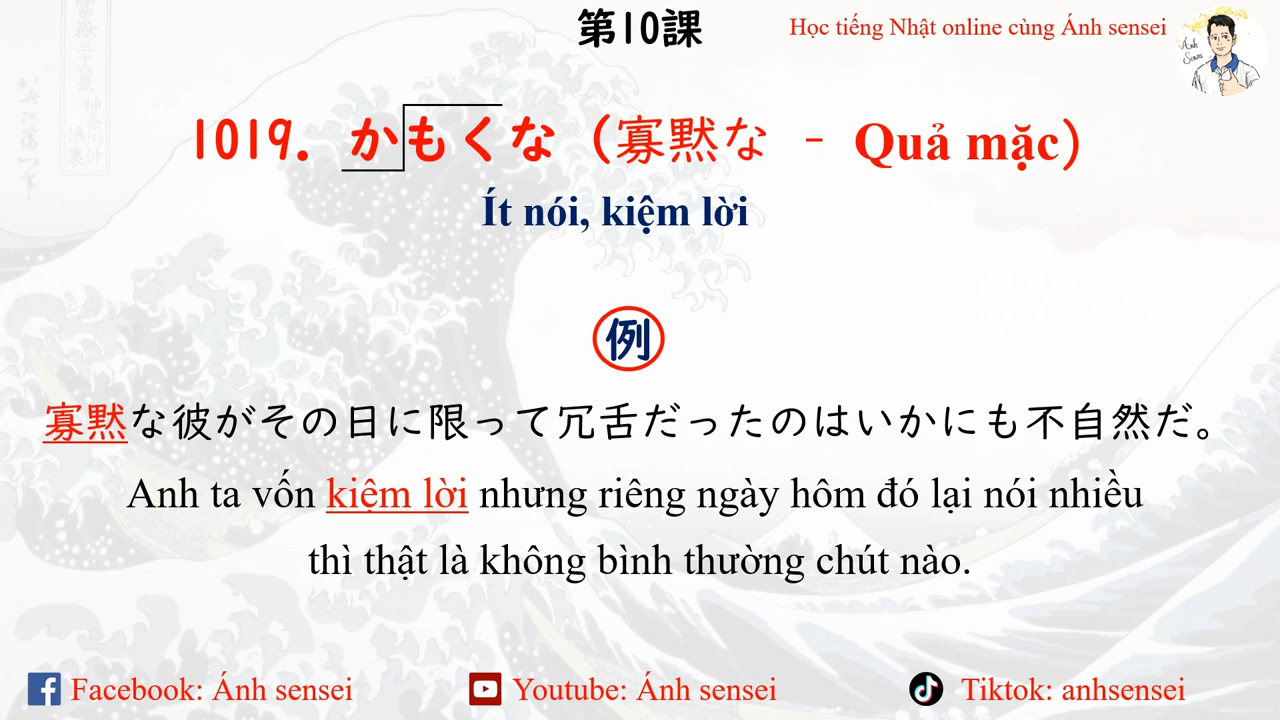 第10課
Học tiếng Nhật online cùng Ánh sensei
Anh
Sensei
1019. かもくな (寡黙な - Quả mặc)
Ít nói, kiệm lời
例
寡黙な彼がその日に限って冗舌だったのはいかにも不自然だ。
Anh ta vốn kiệm lời nhưng riêng ngày hôm đó lại nói nhiều
thì thật là không bình thường chút nào.
Facebook: Ánh sensei
Youtube: Ánh sensei
Tiktok: anhsensei